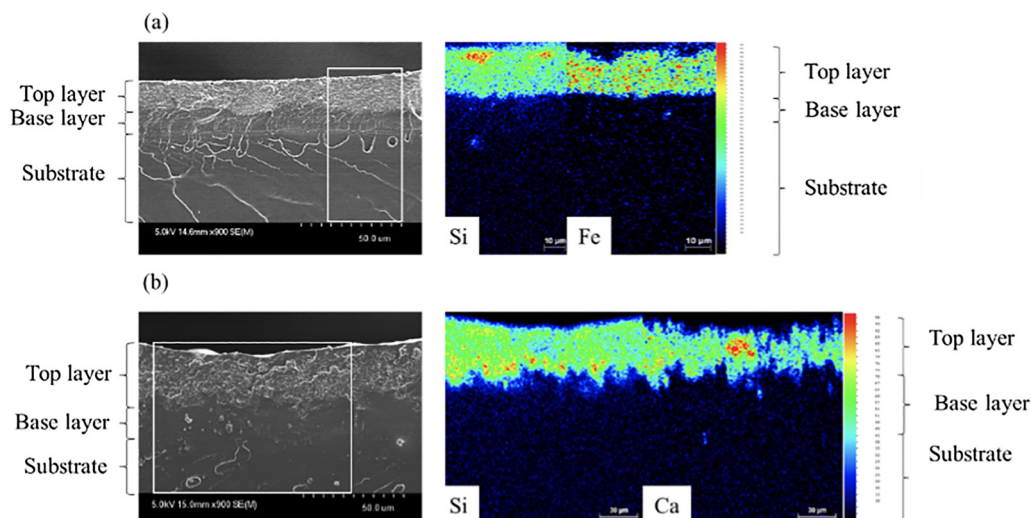 (a)
Top layer
Base layer
Substrate
5.0kV 14.6mm x900 SE(M)
50.0 um
Si
10 μm
Fe
10 μm
Top layer
Base layer
Substrate
(b)
Top layer
Base layer
Substrate
5.0kV 15.0mm x900 SE(M)
50.0 um
Si
30 μm
Ca
30 μm
Top layer
Base layer
Substrate